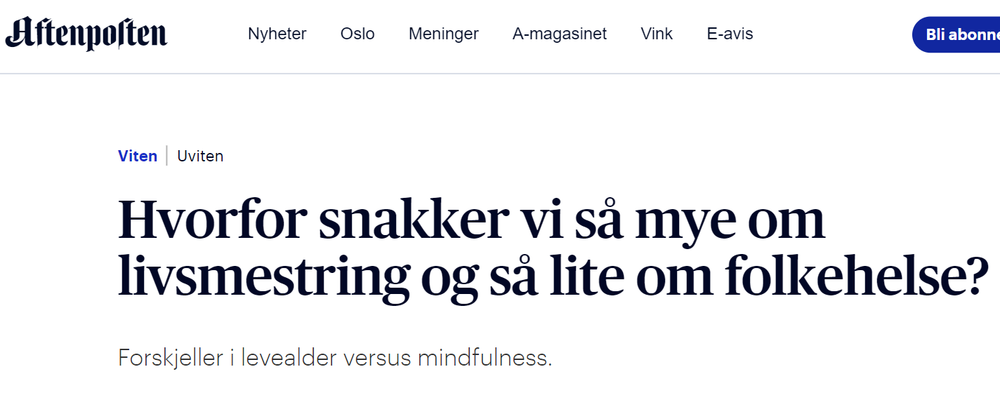 Aftenposten
Nyheter Oslo Meninger A-magasinet Vink E-avis
Bli abonne
Viten | Uviten
Hvorfor snakker vi så mye om
livsmestring og så lite om folkehelse?
Forskjeller i levealder versus mindfulness.